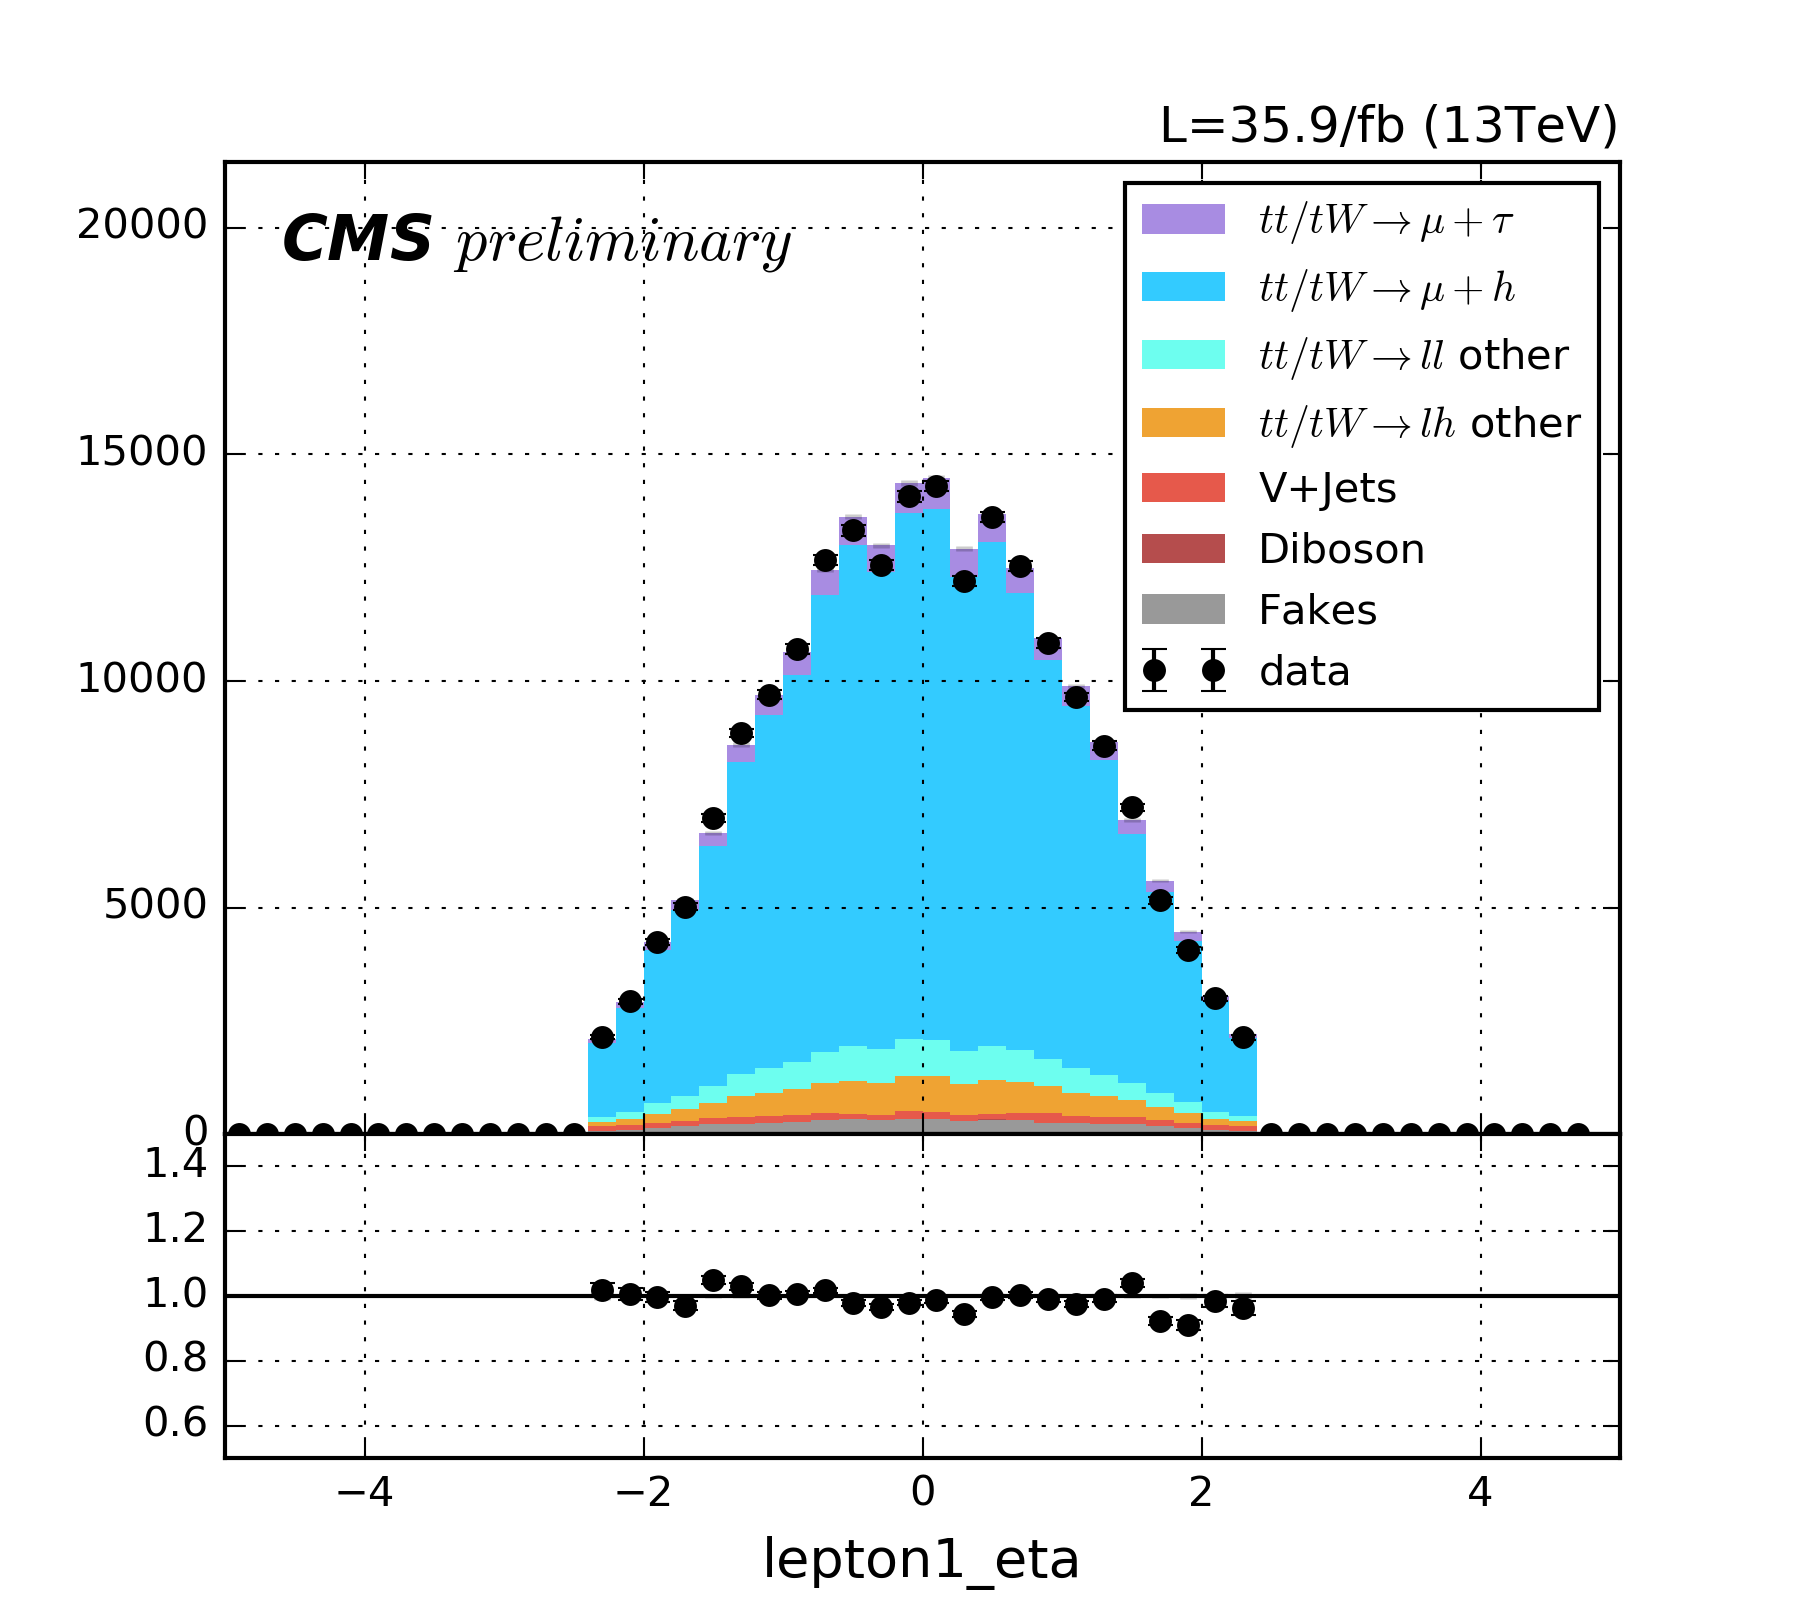 L=35.9/fb (13TeV)
CMS preliminary
20000
15000
10000
5000
0
tt/tW→μ+τ
tt/tW→μ+h
tt/tW→ll other
tt/tW→lh other
V+Jets
Diboson
Fakes
data
1.4
1.2
1.0
0.8
0.6
−4 −2 0 2 4
lepton1_eta